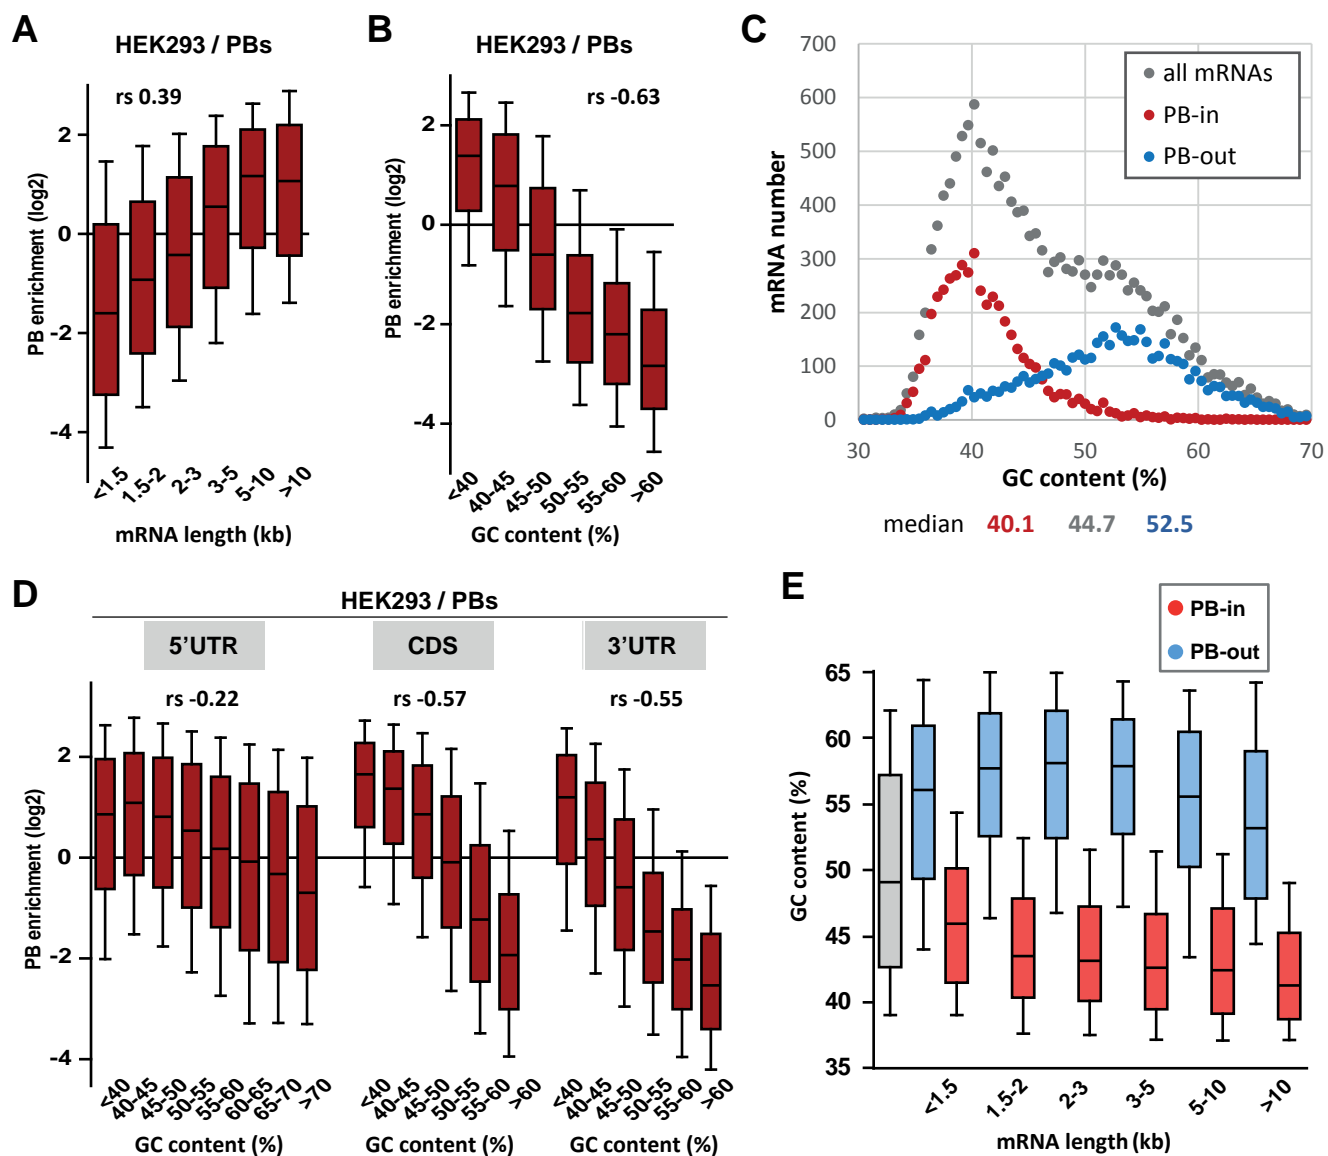 A
HEK293 / PBs
rs 0.39
PB enrichment (log2)
2
0
-2
-4
<1.5
1.5-2
2-3
3-5
5-10
>10
mRNA length (kb)
B
HEK293 / PBs
rs -0.63
PB enrichment (log2)
2
0
-2
-4
<40
40-45
45-50
50-55
55-60
>60
GC content (%)
C
700
600
500
400
300
200
100
0
mRNA number
all mRNAs
PB-in
PB-out
30
40
50
60
70
GC content (%)
median 40.1 44.7 52.5
D
HEK293 / PBs
5’UTR
CDS
3’UTR
rs -0.22
rs -0.57
rs -0.55
PB enrichment (log2)
2
0
-2
-4
<40
40-45
45-50
50-55
55-60
60-65
65-70
>70
GC content (%)
<40
40-45
45-50
50-55
55-60
>60
GC content (%)
<40
40-45
45-50
50-55
55-60
>60
GC content (%)
E
PB-in
PB-out
GC content (%)
65
60
55
50
45
40
35
<1.5
1.5-2
2-3
3-5
5-10
>10
mRNA length (kb)